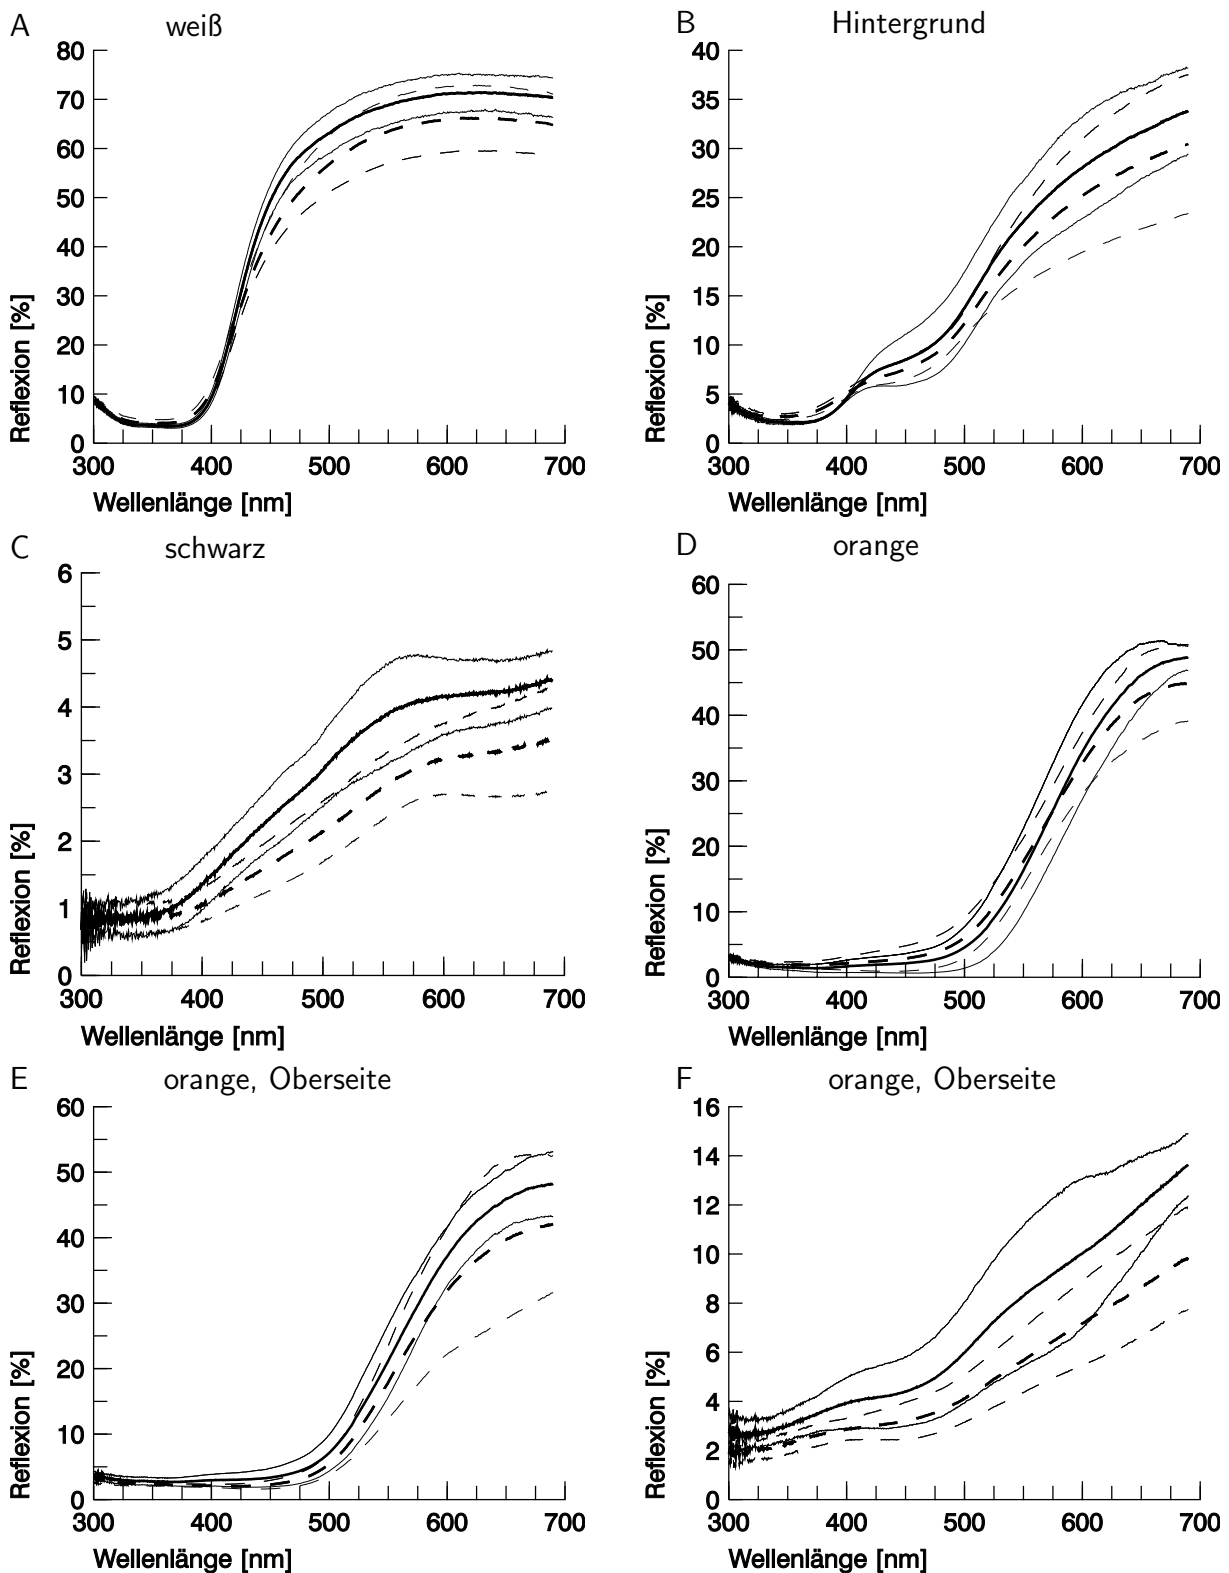 A weiß
80
70
60
50
40
30
20
10
0
Reflexion [%]
300 400 500 600 700
Wellenlänge [nm]
B Hintergrund
40
35
30
25
20
15
10
5
0
Reflexion [%]
300 400 500 600 700
Wellenlänge [nm]
C schwarz
6
5
4
3
2
1
0
Reflexion [%]
300 400 500 600 700
Wellenlänge [nm]
D orange
60
50
40
30
20
10
0
Reflexion [%]
300 400 500 600 700
Wellenlänge [nm]
E orange, Oberseite
60
50
40
30
20
10
0
Reflexion [%]
300 400 500 600 700
Wellenlänge [nm]
F orange, Oberseite
16
14
12
10
8
6
4
2
0
Reflexion [%]
300 400 500 600 700
Wellenlänge [nm]